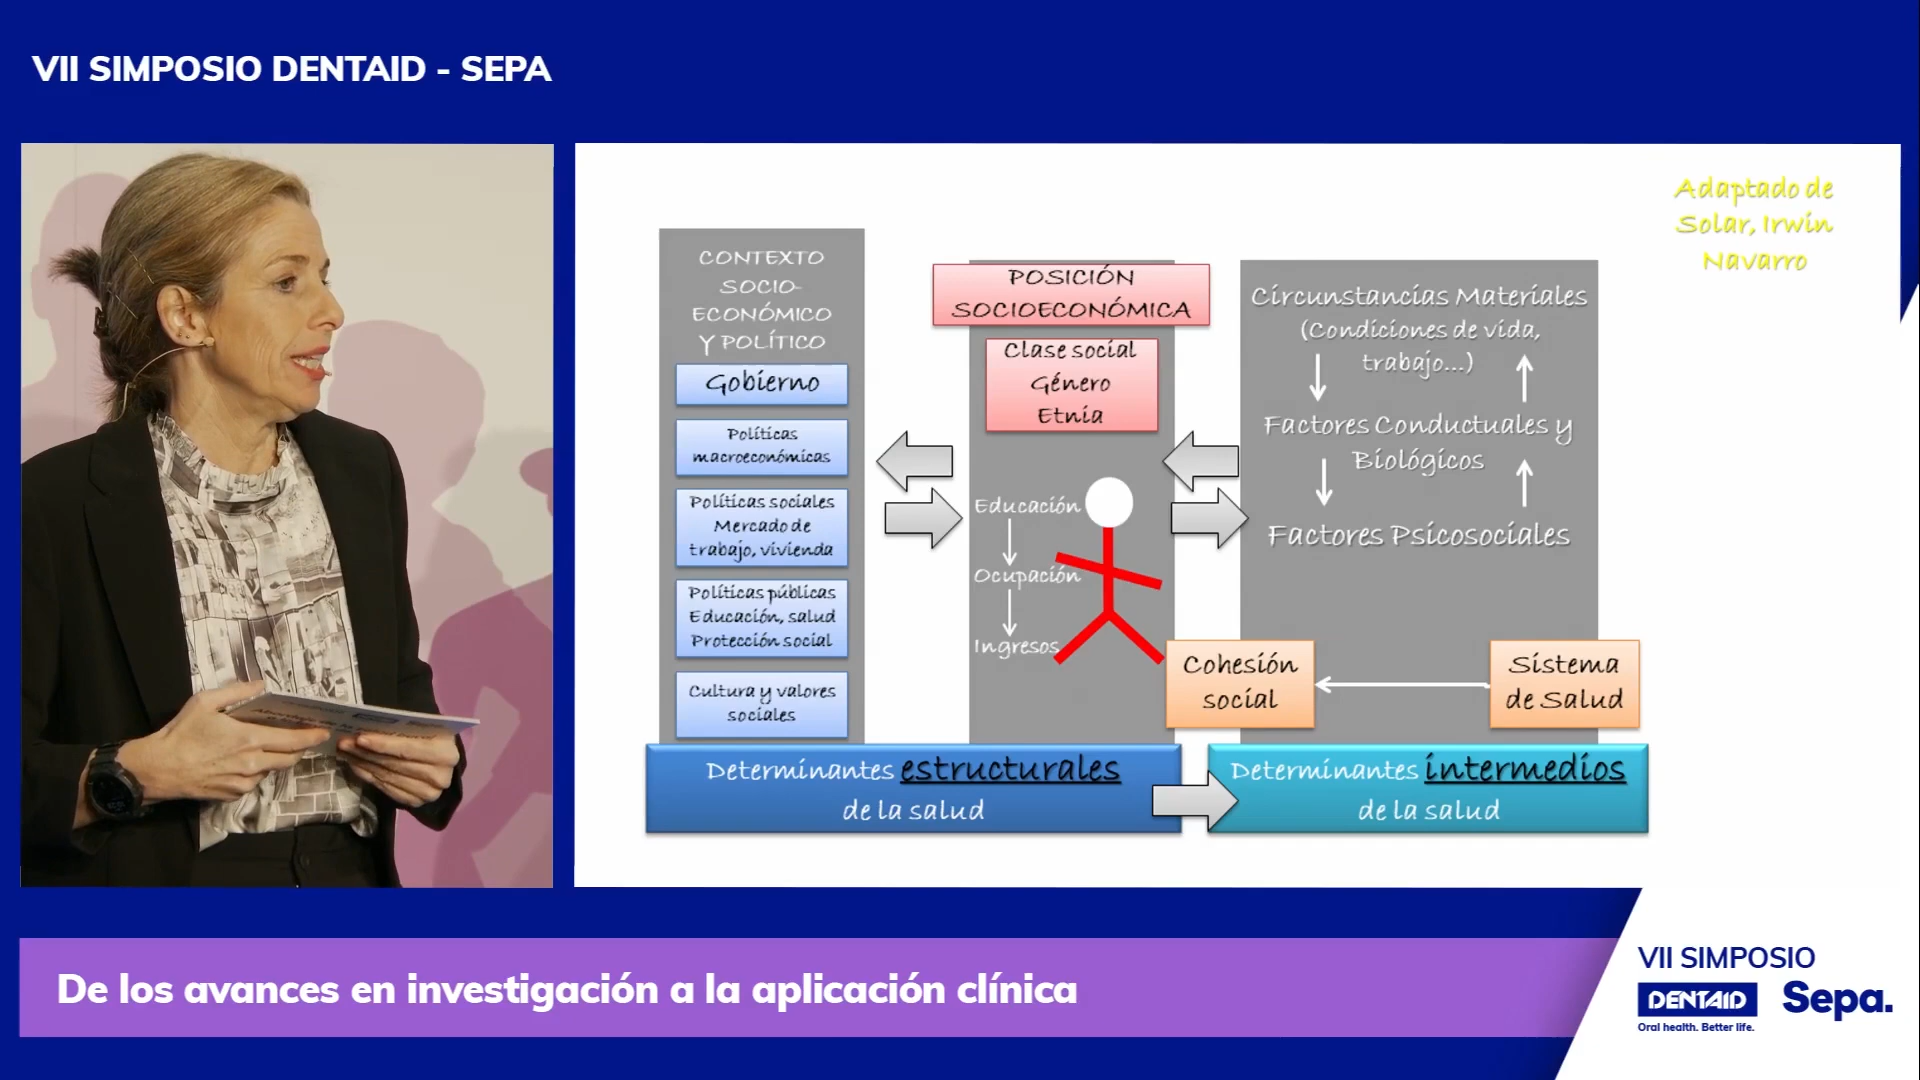 VII SIMPOSIO DENTAID - SEPA
Adaptado de
Solar, Irwin
Navarro
CONTEXTO
SOCIO-
ECONÓMICO
Y POLÍTICO
Gobierno
Políticas
macroeconómicas
Políticas sociales
Mercado de
trabajo, vivienda
Políticas públicas
Educación, salud
Protección social
Cultura y valores
sociales
POSICIÓN
SOCIOECONÓMICA
Clase social
Género
Etnia
Educación
Ocupación
Ingresos
Circunstancias Materiales
(Condiciones de vida,
trabajo...)
Factores Conductuales y
Biológicos
Factores Psicosociales
Cohesión
social
Sistema
de Salud
Determinantes estructurales
de la salud
Determinantes intermedios
de la salud
De los avances en investigación a la aplicación clínica
VII SIMPOSIO
DENTAID
Oral health. Better life.
Sepa.